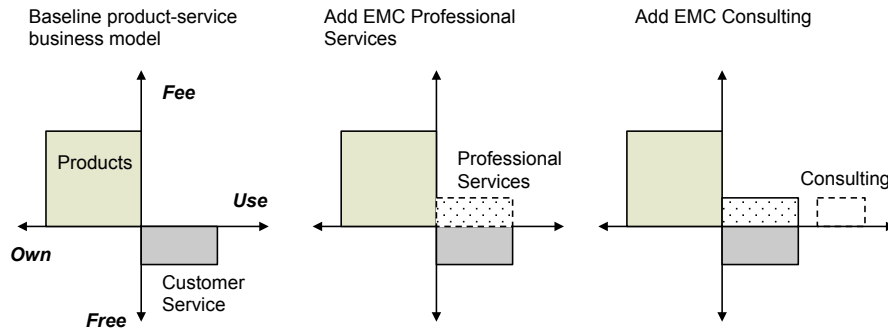 Baseline product-service
business model
Add EMC Professional
Services
Add EMC Consulting
Fee
Products
Use
Own
Customer
Service
Free
Professional
Services
Consulting